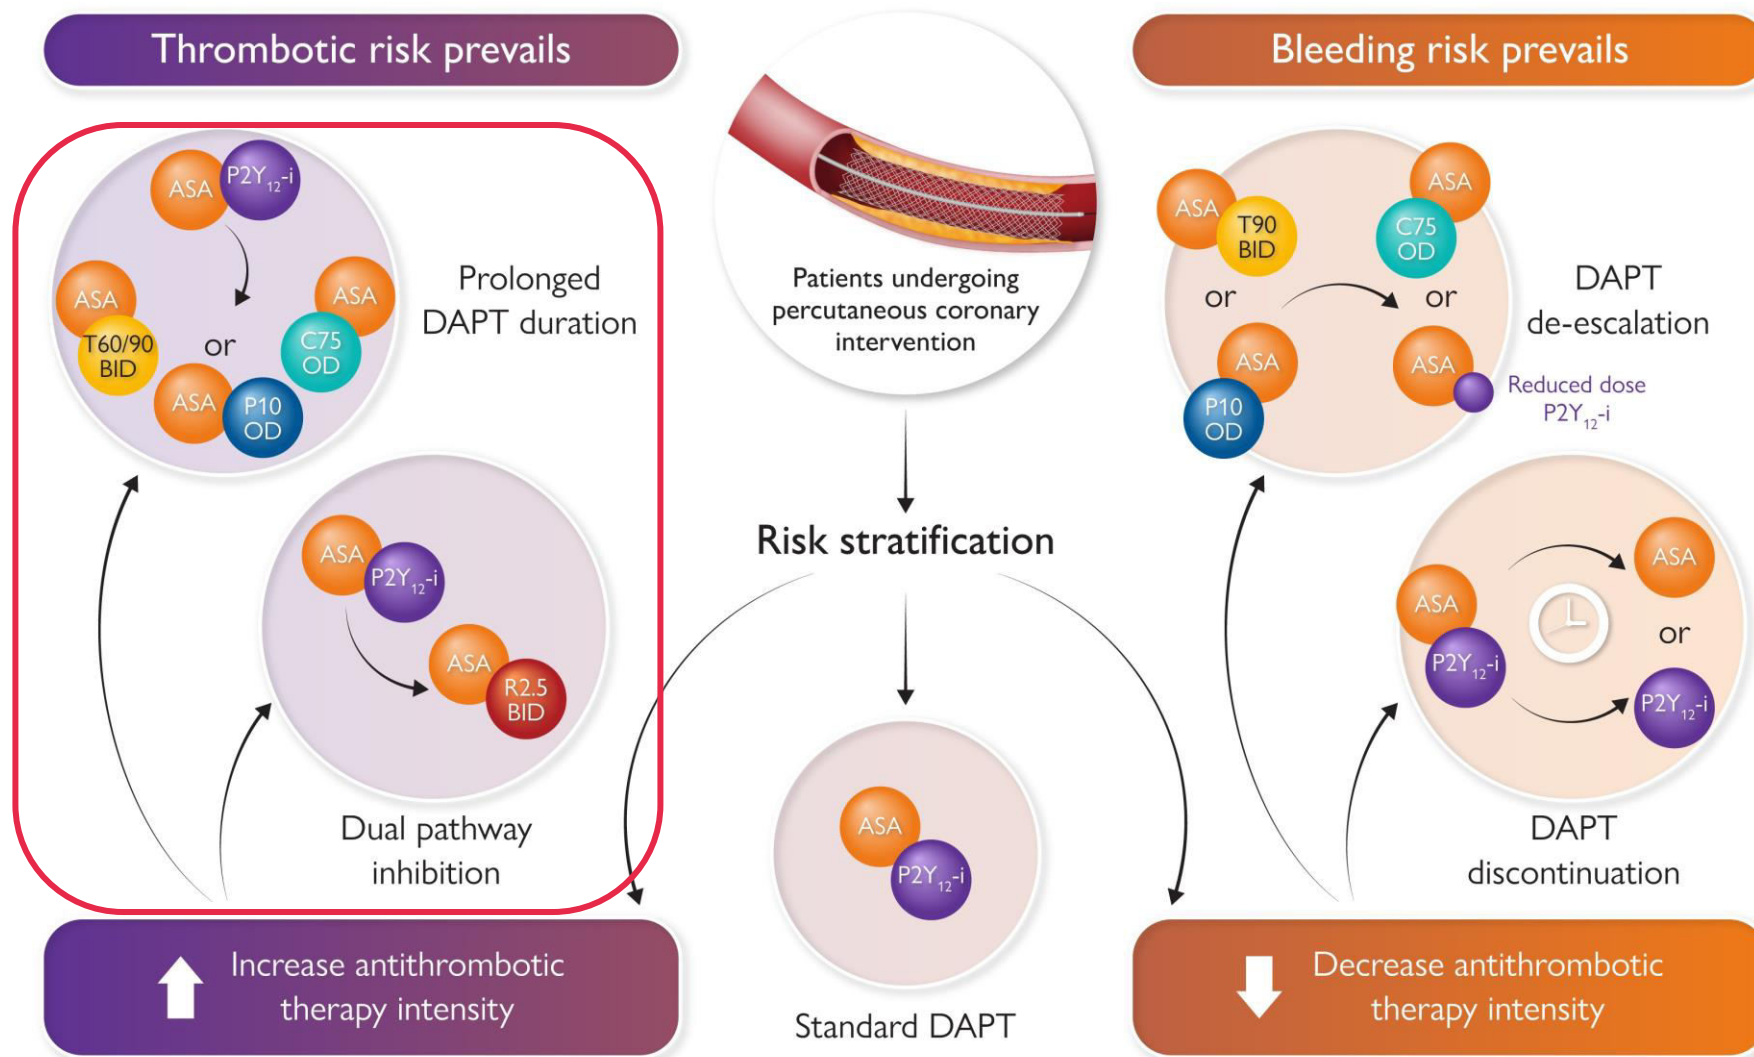 Thrombotic risk prevails
ASA
P2Y₁₂-i
ASA
T60/90
BID
or
ASA
P10
OD
ASA
C75
OD
Prolonged
DAPT duration
ASA
P2Y₁₂-i
ASA
R2.5
BID
Dual pathway
inhibition
Increase antithrombotic
therapy intensity
Patients undergoing
percutaneous coronary
intervention
Risk stratification
ASA
P2Y₁₂-i
Standard DAPT
Bleeding risk prevails
ASA
T90
BID
or
ASA
P10
OD
ASA
C75
OD
or
ASA
Reduced dose
P2Y₁₂-i
DAPT
de-escalation
ASA
P2Y₁₂-i
ASA
or
P2Y₁₂-i
DAPT
discontinuation
Decrease antithrombotic
therapy intensity